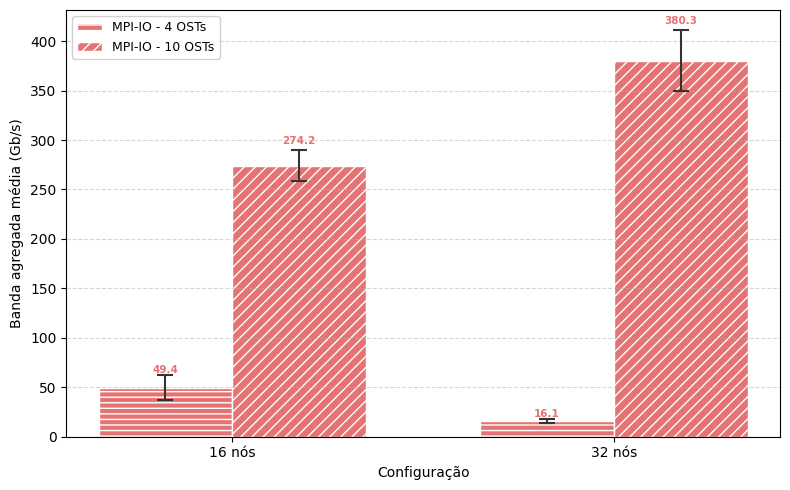 MPI-IO - 4 OSTs
MPI-IO - 10 OSTs
Banda agregada média (Gb/s)
400
350
300
250
200
150
100
50
0
49.4
274.2
16.1
380.3
16 nós
32 nós
Configuração